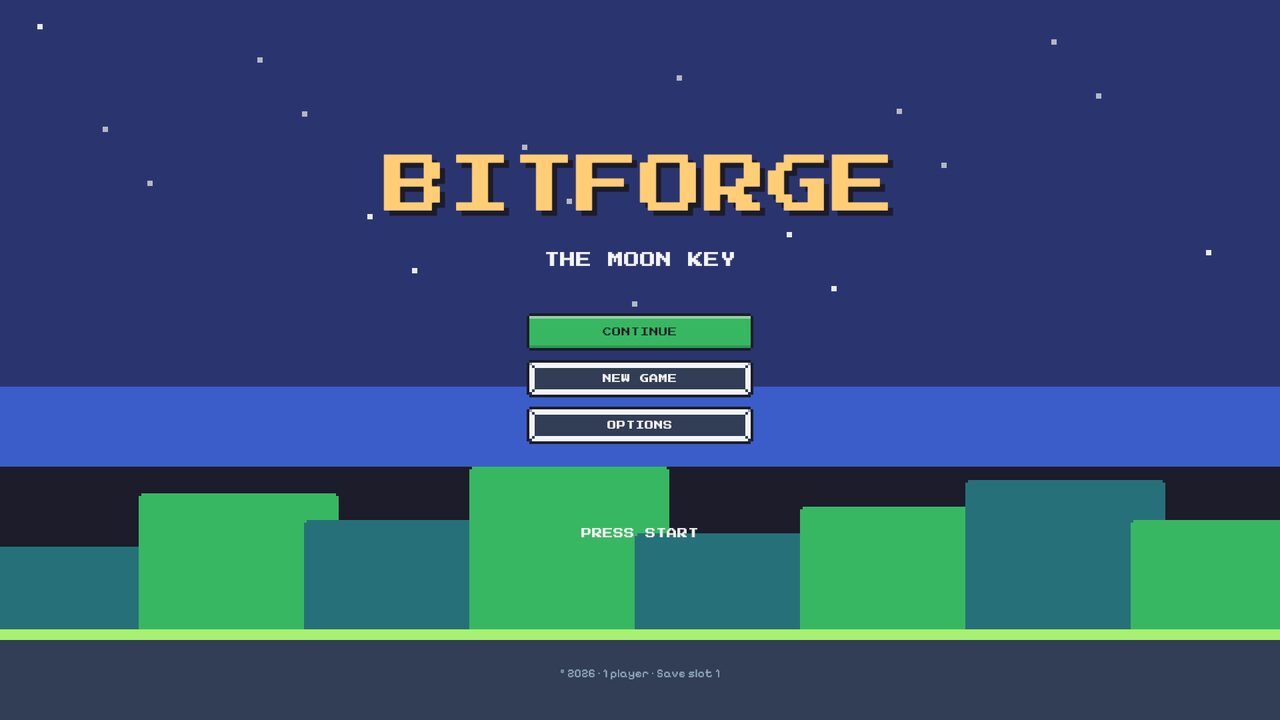 BITFORGE
THE MOON KEY
CONTINUE
NEW GAME
OPTIONS
PRESS START
© 2026 · 1 player · Save slot 1